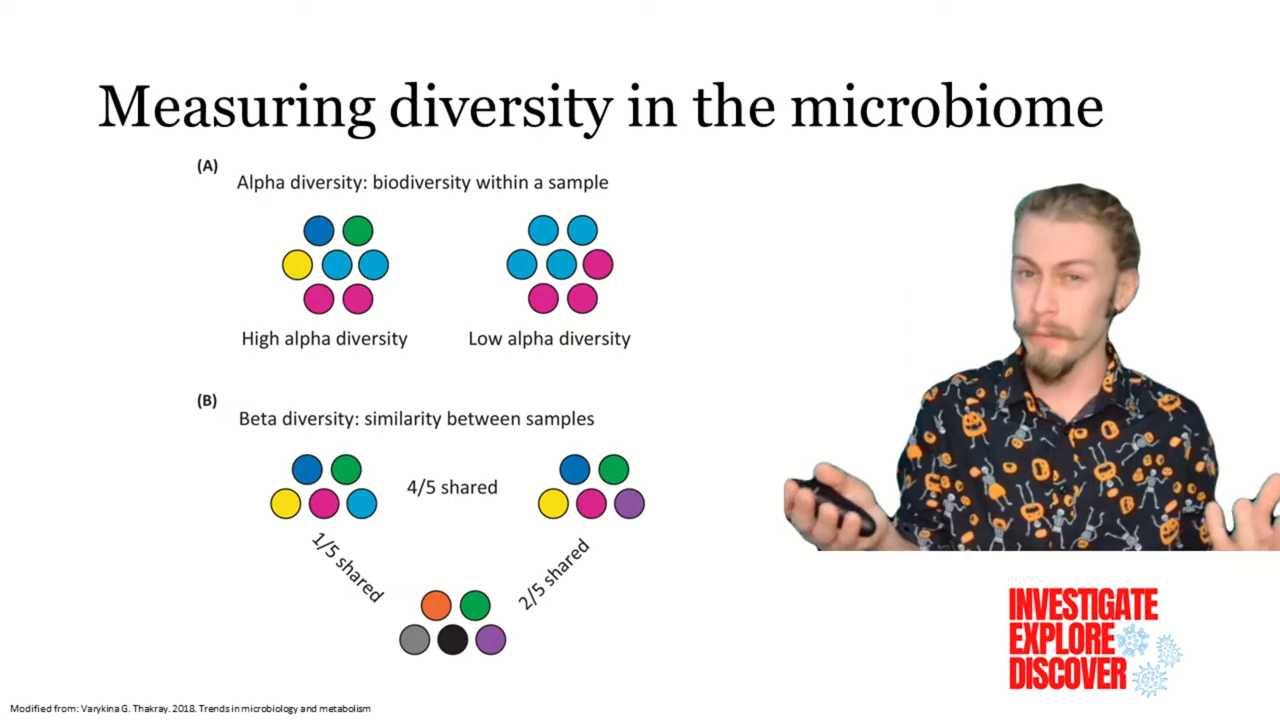 Measuring diversity in the microbiome
(A)
Alpha diversity: biodiversity within a sample
High alpha diversity
Low alpha diversity
(B)
Beta diversity: similarity between samples
4/5 shared
1/5 shared
2/5 shared
INVESTIGATE
EXPLORE
DISCOVER
Modified from: Varykina G. Thakray. 2018. Trends in microbiology and metabolism